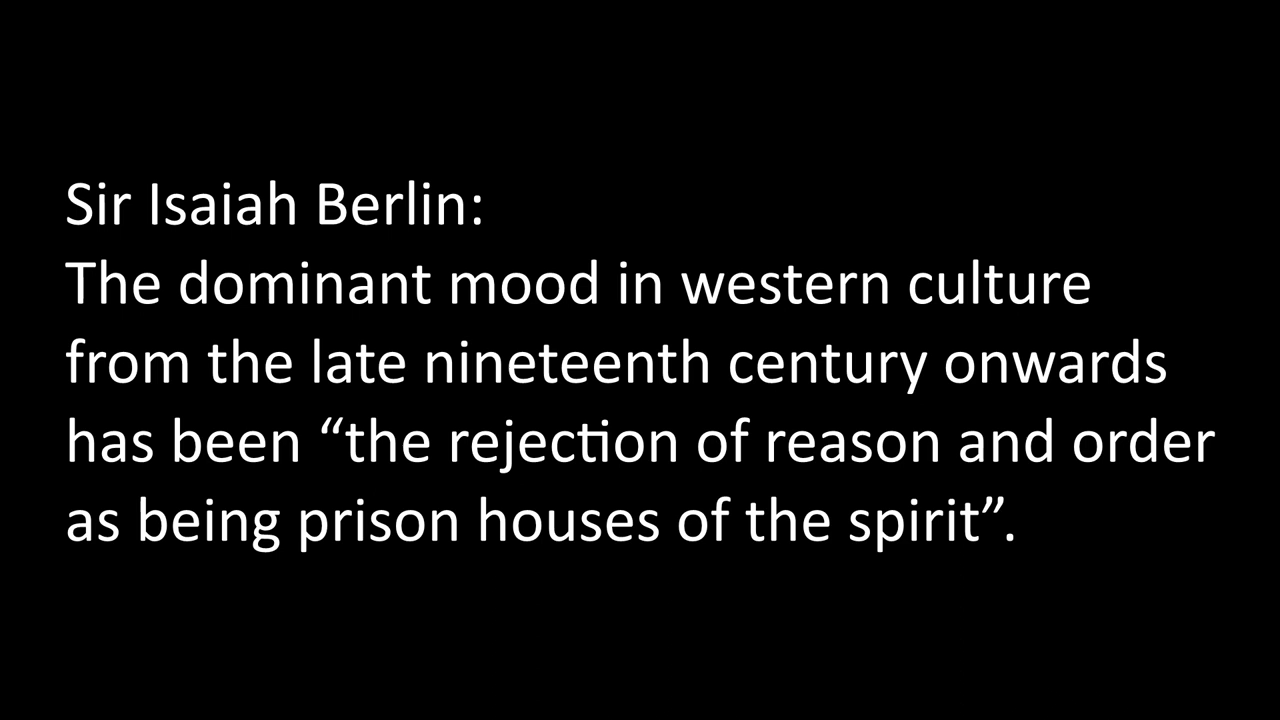 Sir Isaiah Berlin:
The dominant mood in western culture
from the late nineteenth century onwards
has been “the rejection of reason and order
as being prison houses of the spirit”.